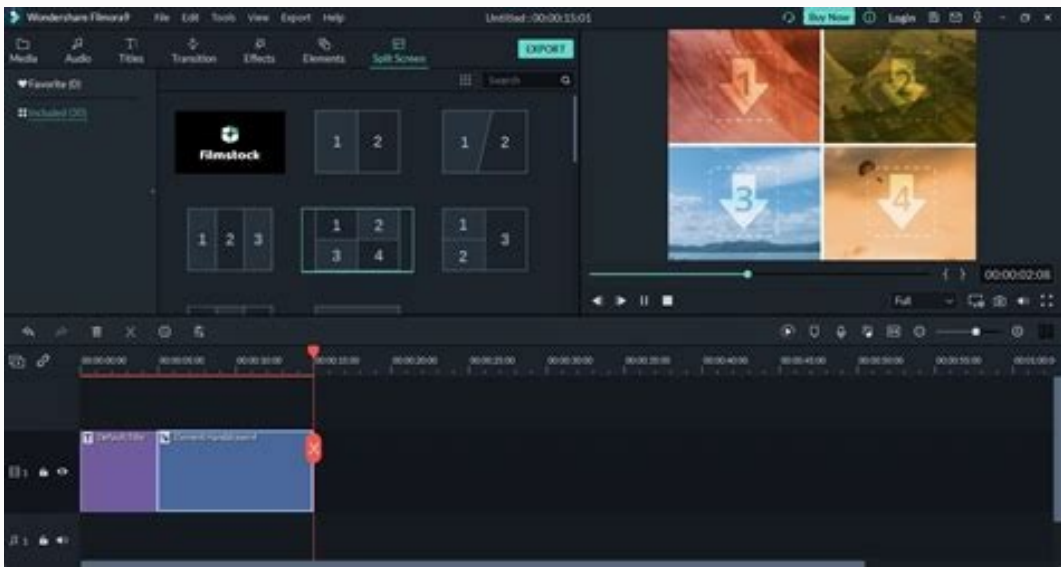 Wondershare Filmora9 File Edit Tools View Export Help Untitled : 00:00:15:01 Buy Now Login
Media Audio Titles Transition Effects Elements Split Screen EXPORT
Favorite (0) Search
Included (30)
Filmstock 1 2 1 2
1 2 3 1 2 3 4 1 2 3
1 2
3 4
00:00:02:08
Full
00:00:00:00 00:00:05:00 00:00:10:00 00:00:15:00 00:00:20:00 00:00:25:00 00:00:30:00 00:00:35:00 00:00:40:00 00:00:45:00 00:00:50:00 00:00:55:00
T Default Title
1
1